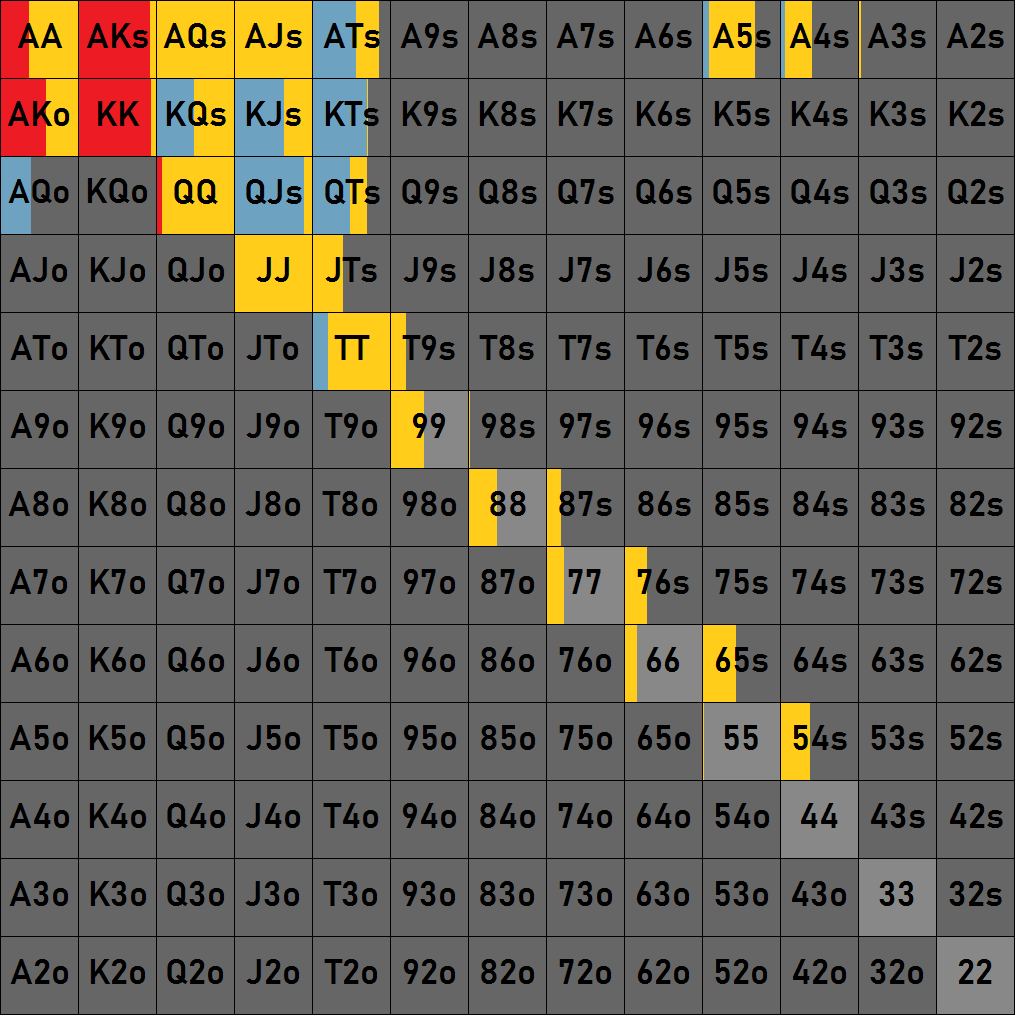 AA AKs AQs AJs ATs A9s A8s A7s A6s A5s A4s A3s A2s
AKo KK KQs KJs KTs K9s K8s K7s K6s K5s K4s K3s K2s
AQo KQo QQ QJs QTs Q9s Q8s Q7s Q6s Q5s Q4s Q3s Q2s
AJo KJo QJo JJ JTs J9s J8s J7s J6s J5s J4s J3s J2s
ATo KTo QTo JTo TT T9s T8s T7s T6s T5s T4s T3s T2s
A9o K9o Q9o J9o T9o 99 98s 97s 96s 95s 94s 93s 92s
A8o K8o Q8o J8o T8o 98o 88 87s 86s 85s 84s 83s 82s
A7o K7o Q7o J7o T7o 97o 87o 77 76s 75s 74s 73s 72s
A6o K6o Q6o J6o T6o 96o 86o 76o 66 65s 64s 63s 62s
A5o K5o Q5o J5o T5o 95o 85o 75o 65o 55 54s 53s 52s
A4o K4o Q4o J4o T4o 94o 84o 74o 64o 54o 44 43s 42s
A3o K3o Q3o J3o T3o 93o 83o 73o 63o 53o 43o 33 32s
A2o K2o Q2o J2o T2o 92o 82o 72o 62o 52o 42o 32o 22